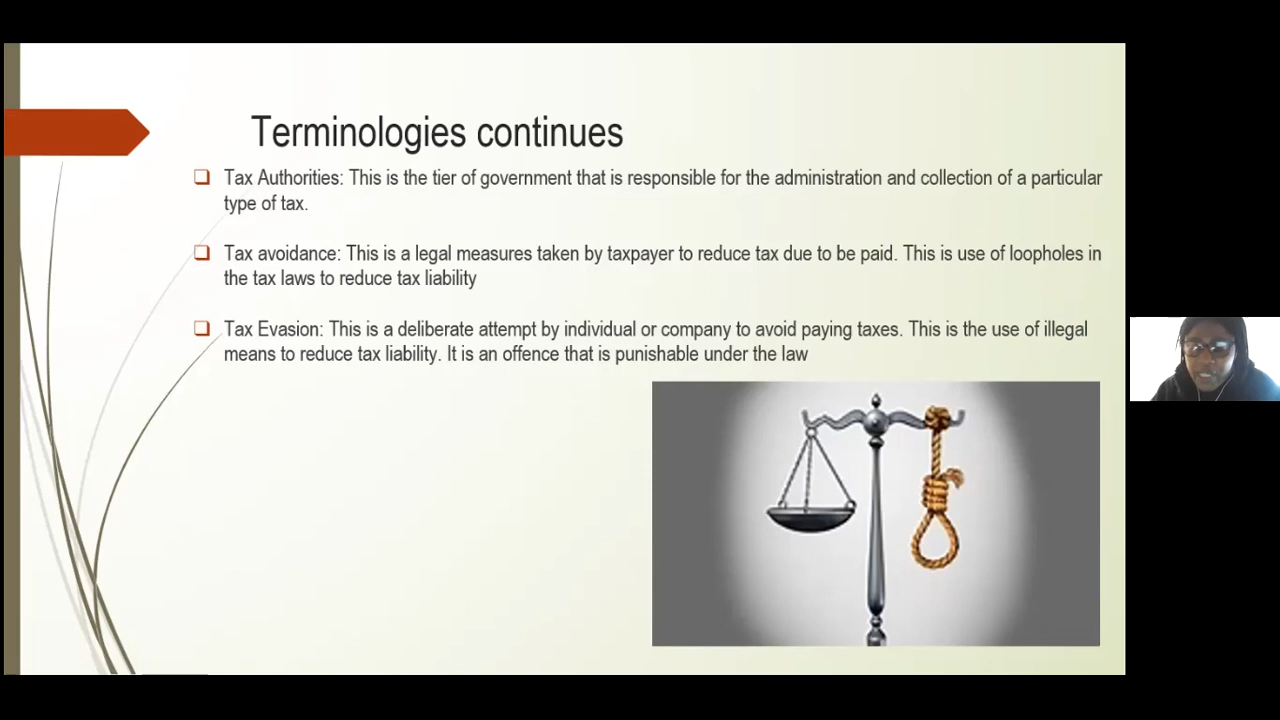 Terminologies continues
Tax Authorities: This is the tier of government that is responsible for the administration and collection of a particular
type of tax.
Tax avoidance: This is a legal measures taken by taxpayer to reduce tax due to be paid. This is use of loopholes in
the tax laws to reduce tax liability
Tax Evasion: This is a deliberate attempt by individual or company to avoid paying taxes. This is the use of illegal
means to reduce tax liability. It is an offence that is punishable under the law